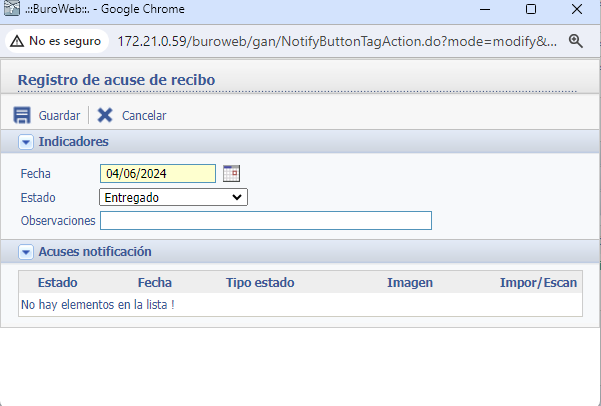 .::BuroWeb::. - Google Chrome
No es seguro 172.21.0.59/buroweb/gan/NotifyButtonTagAction.do?mode=modify&...
Registro de acuse de recibo
Guardar Cancelar
Indicadores
Fecha 04/06/2024
Estado Entregado
Observaciones
Acuses notificación
Estado Fecha Tipo estado Imagen Impor/Escan
No hay elementos en la lista !